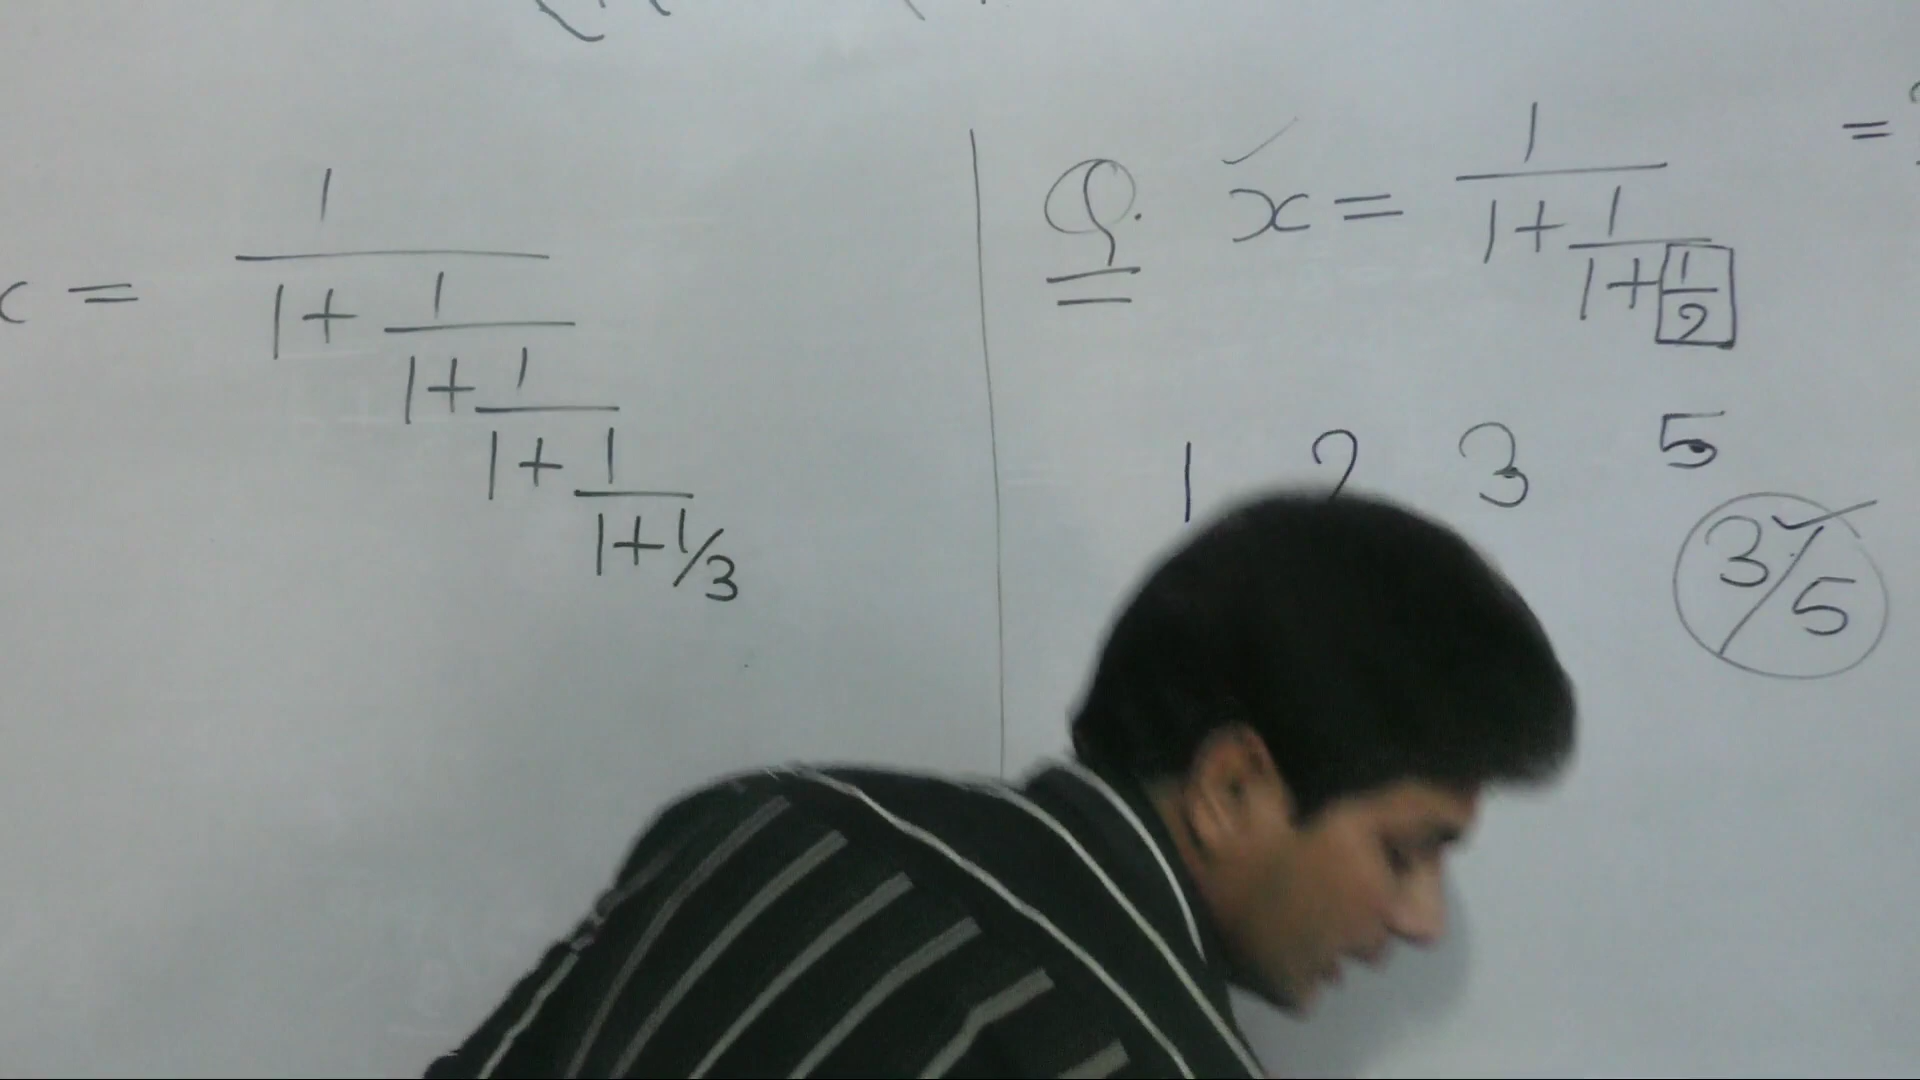 x = 1/(1+1/(1+1/(1+1/(1+1/3))))
Q. x = 1/(1+1/(1+1/2)) =
1 2 3 5
3/5